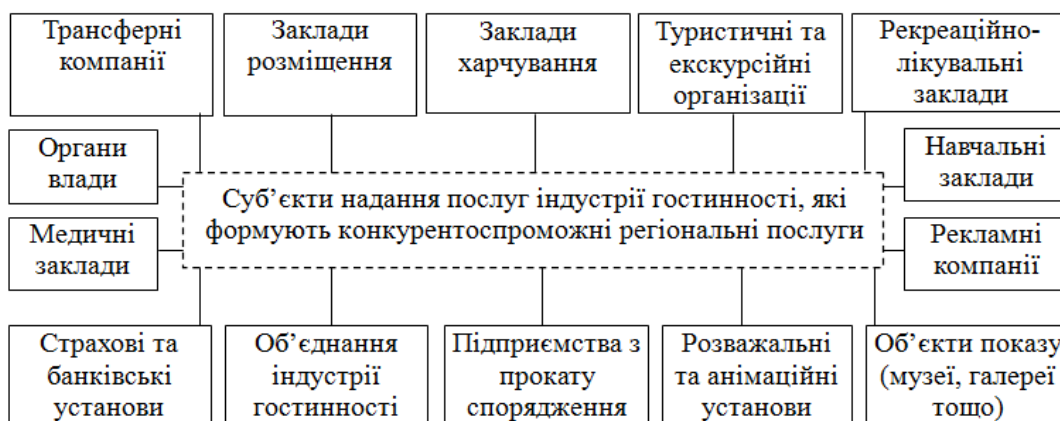 Трансферні
компанії
Заклади
розміщення
Заклади
харчування
Туристичні та
екскурсійні
організації
Рекреаційно-
лікувальні
заклади
Органи
влади
Навчальні
заклади
Суб’єкти надання послуг індустрії гостинності, які
формують конкурентоспроможні регіональні послуги
Медичні
заклади
Рекламні
компанії
Страхові та
банківські
установи
Об’єднання
індустрії
гостинності
Підприємства з
прокату
спорядження
Розважальні
та анімаційні
установи
Об’єкти показу
(музеї, галереї
тощо)